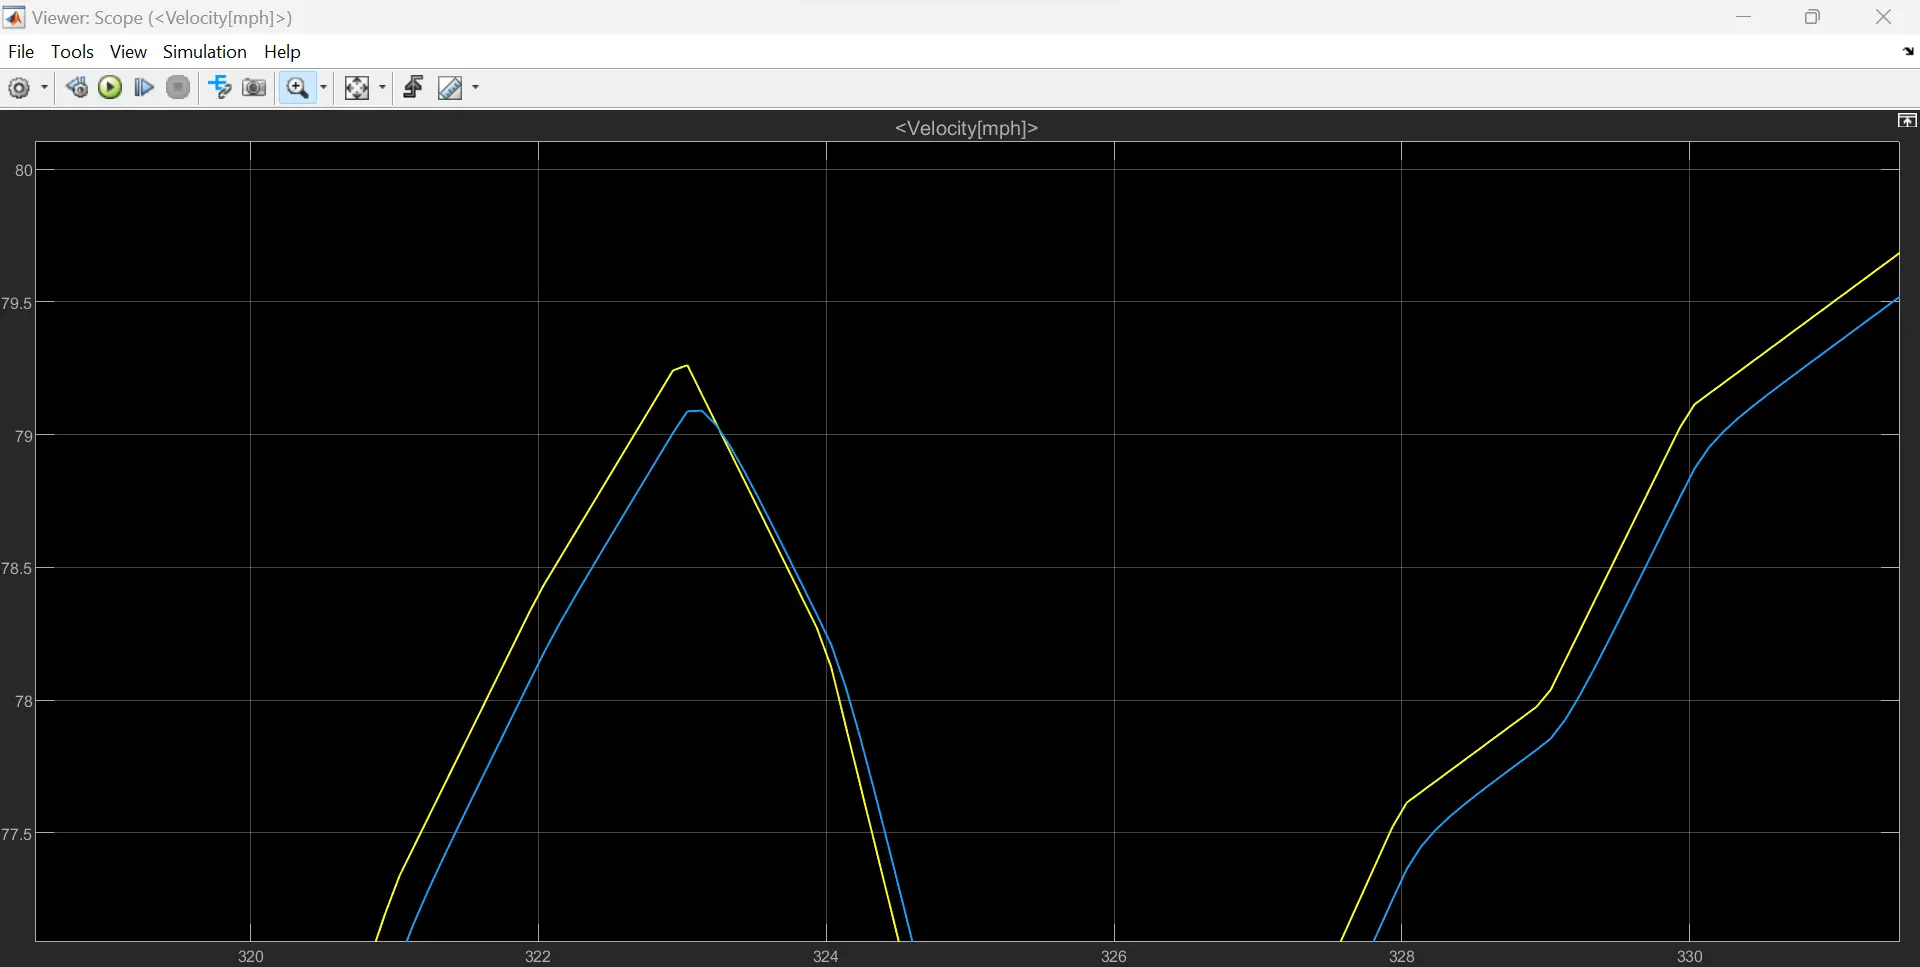 Viewer: Scope (<Velocity[mph]>)
File Tools View Simulation Help
<Velocity[mph]>
80
79.5
79
78.5
78
77.5
320 322 324 326 328 330